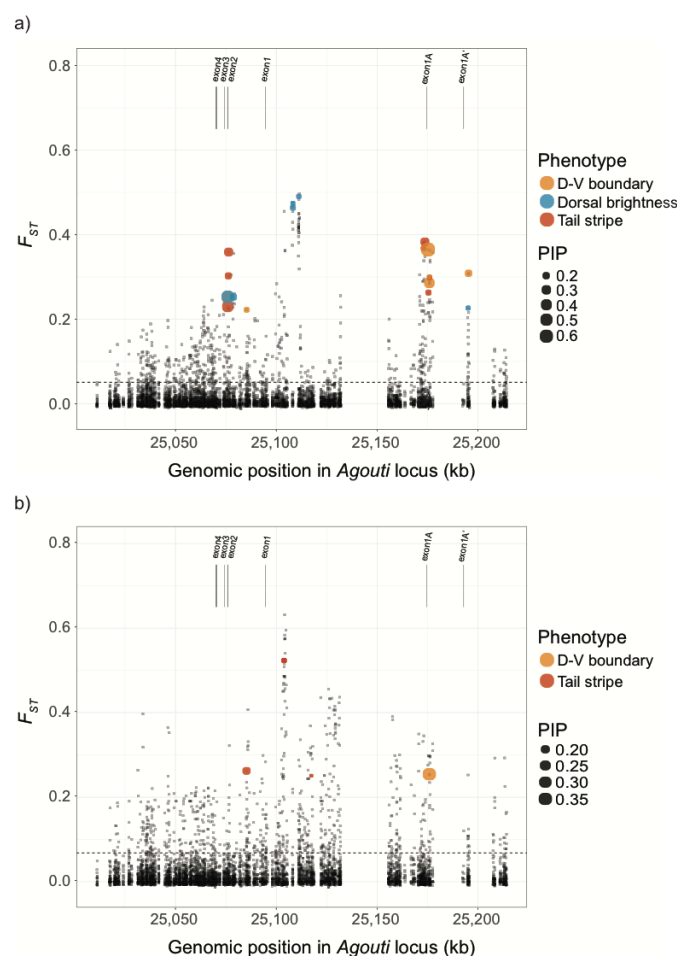 a)
exon4
exon3
exon2
exon1
exon1A
exon1A'
0.8
0.6
0.4
0.2
0.0
FST
25,050
25,100
25,150
25,200
Genomic position in Agouti locus (kb)
Phenotype
D-V boundary
Dorsal brightness
Tail stripe
PIP
0.2
0.3
0.4
0.5
0.6
b)
exon4
exon3
exon2
exon1
exon1A
exon1A'
0.8
0.6
0.4
0.2
0.0
FST
25,050
25,100
25,150
25,200
Genomic position in Agouti locus (kb)
Phenotype
D-V boundary
Tail stripe
PIP
0.20
0.25
0.30
0.35